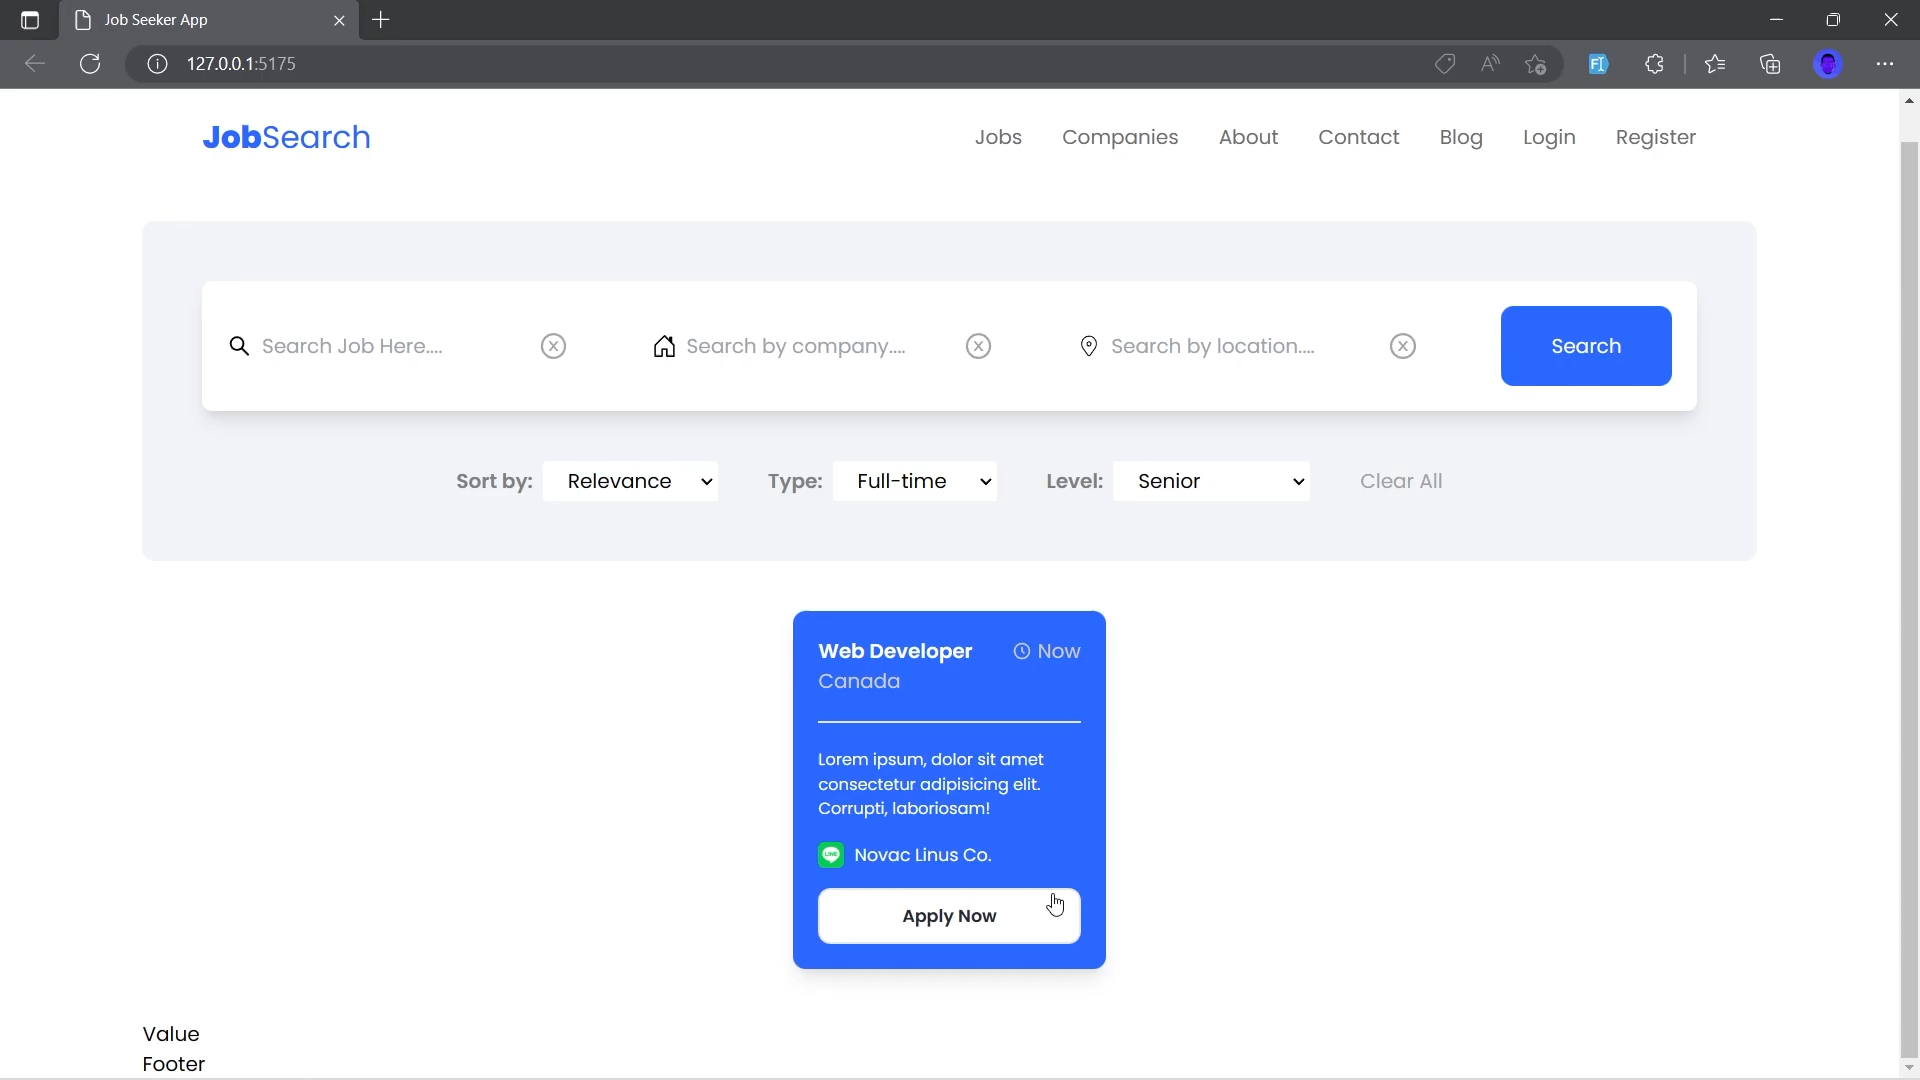 Job Seeker App
127.0.0.1:5175
JobSearch
Jobs Companies About Contact Blog Login Register
Search Job Here.... Search by company.... Search by location.... Search
Sort by: Relevance Type: Full-time Level: Senior Clear All
Web Developer Now
Canada
Lorem ipsum, dolor sit amet
consectetur adipisicing elit.
Corrupti, laboriosam!
LINE Novac Linus Co.
Apply Now
Value
Footer